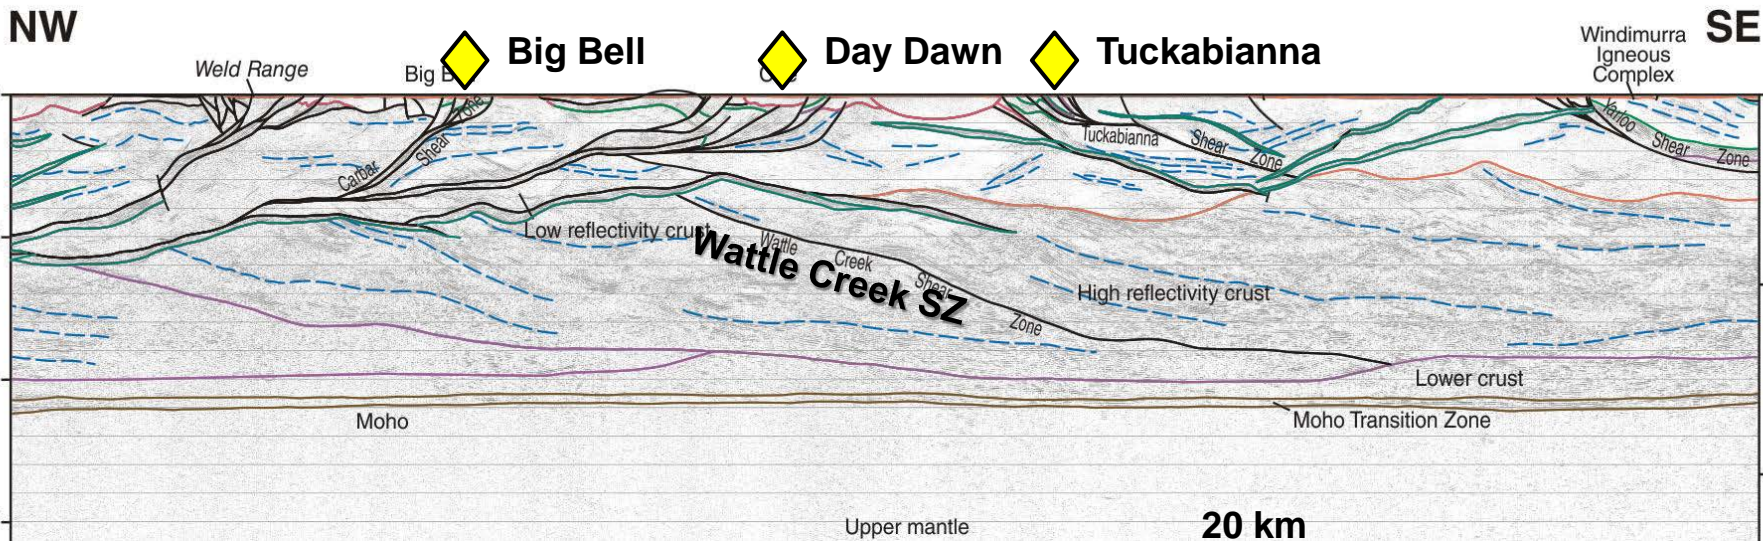 NW
Big Bell
Day Dawn
Tuckabianna
Windimurra
Igneous
Complex
SE
Weld Range
Big B
Carbar
Shear
Zone
Tuckabianna
Shear
Zone
Yarloo
Shear
Zone
Low reflectivity crust
Wattle Creek SZ
Wattle
Creek
Shear
Zone
High reflectivity crust
Lower crust
Moho
Moho Transition Zone
Upper mantle
20 km